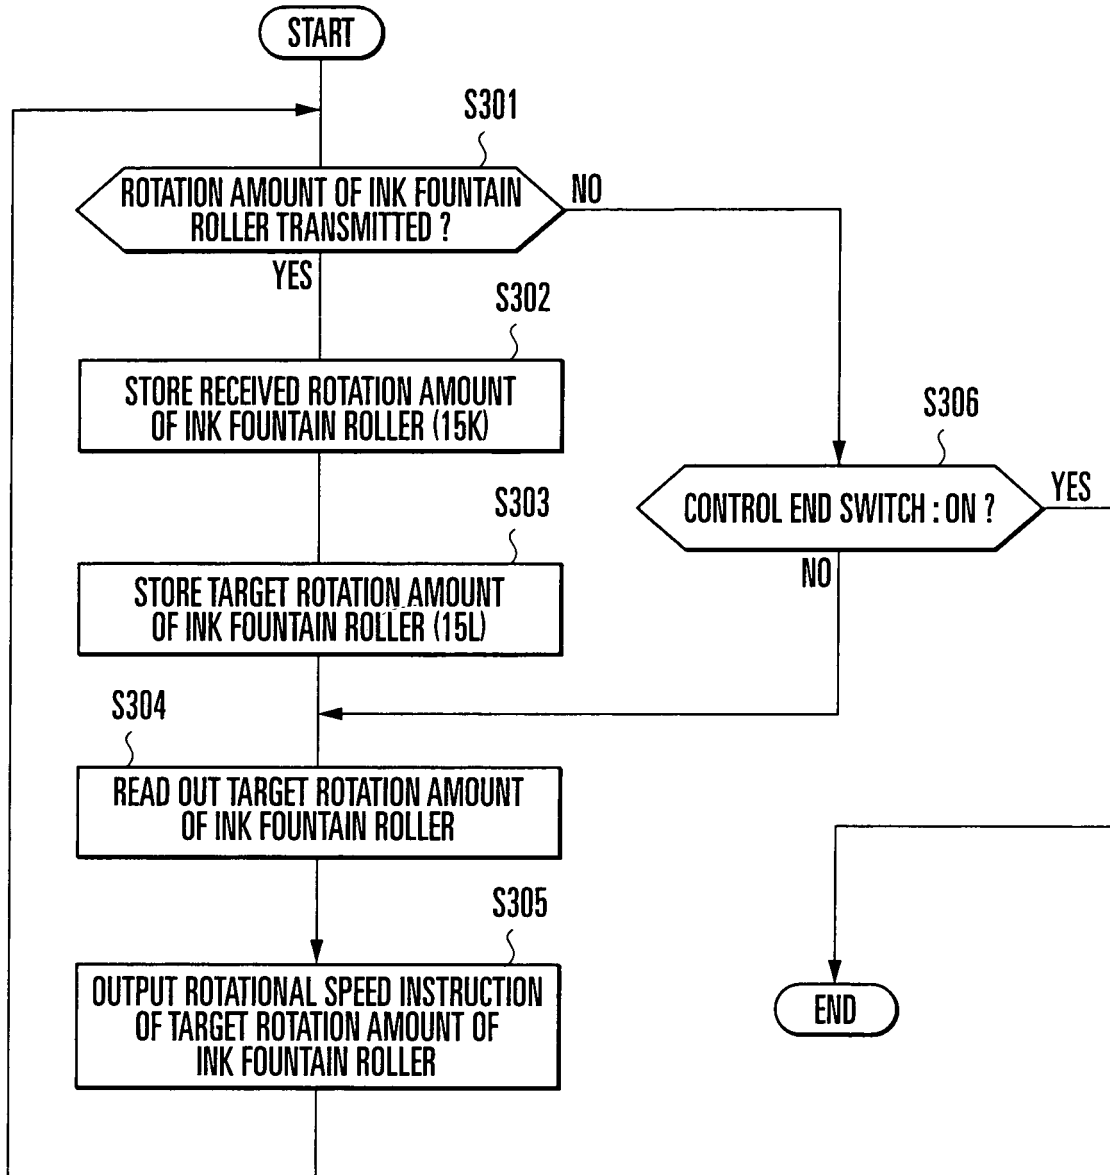 START
S301
ROTATION AMOUNT OF INK FOUNTAIN
ROLLER TRANSMITTED ?
NO
YES
S302
STORE RECEIVED ROTATION AMOUNT
OF INK FOUNTAIN ROLLER (15K)
S303
STORE TARGET ROTATION AMOUNT
OF INK FOUNTAIN ROLLER (15L)
S306
CONTROL END SWITCH : ON ?
YES
NO
S304
READ OUT TARGET ROTATION AMOUNT
OF INK FOUNTAIN ROLLER
S305
OUTPUT ROTATIONAL SPEED INSTRUCTION
OF TARGET ROTATION AMOUNT OF
INK FOUNTAIN ROLLER
END